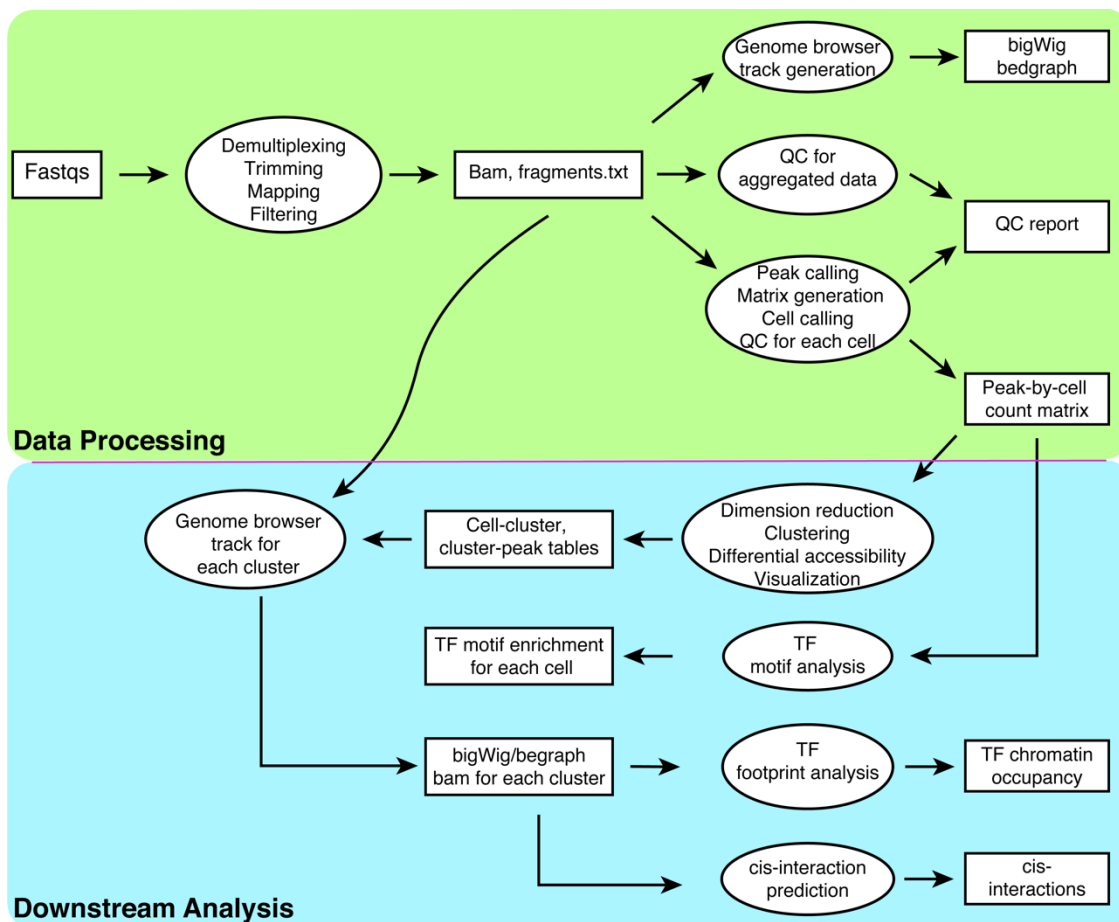 Genome browser
track generation
bigWig
bedgraph
Fastqs
Demultiplexing
Trimming
Mapping
Filtering
Bam, fragments.txt
QC for
aggregated data
QC report
Peak calling
Matrix generation
Cell calling
QC for each cell
Peak-by-cell
count matrix
Data Processing
Genome browser
track for
each cluster
Cell-cluster,
cluster-peak tables
Dimension reduction
Clustering
Differential accessibility
Visualization
TF motif enrichment
for each cell
TF
motif analysis
bigWig/begraph
bam for each cluster
TF
footprint analysis
TF chromatin
occupancy
cis-interaction
prediction
cis-
interactions
Downstream Analysis